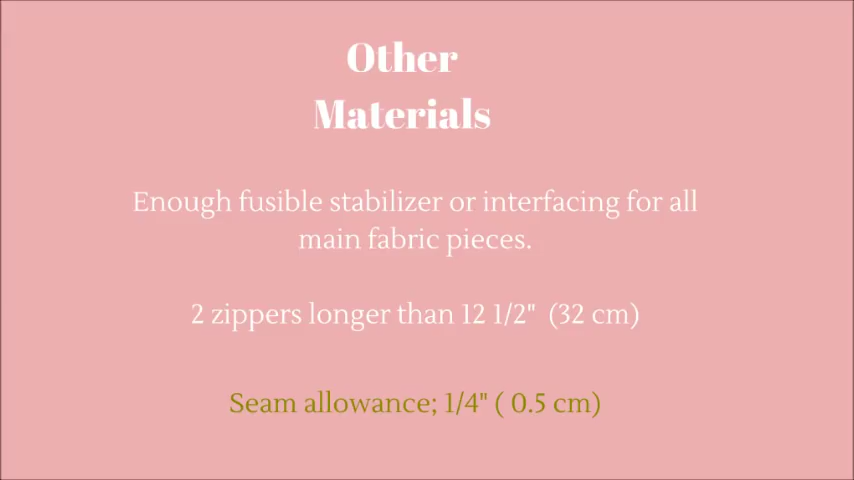 Other
Materials
Enough fusible stabilizer or interfacing for all
main fabric pieces.
2 zippers longer than 12 1/2" (32 cm)
Seam allowance; 1/4" ( 0.5 cm)